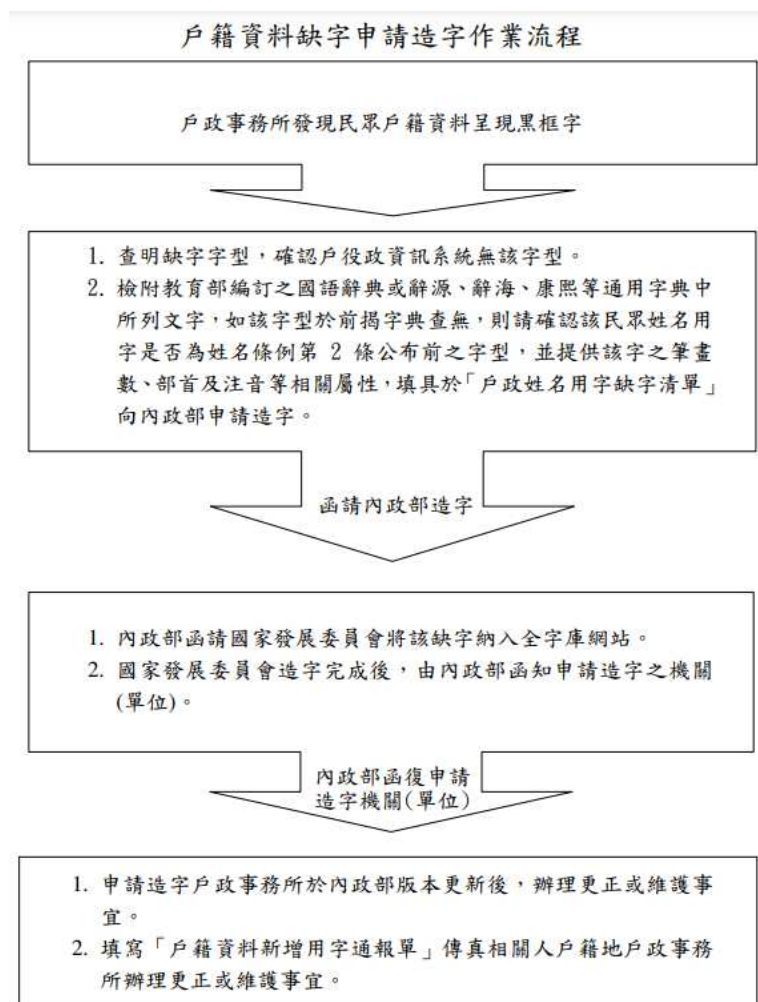 戶籍資料缺字申請造字作業流程
戶政事務所發現民眾戶籍資料呈現黑框字
1. 查明缺字字型，確認戶役政資訊系統無該字型。
2. 檢附教育部編訂之國語辭典或辭源、辭海、康熙等通用字典中
所列文字，如該字型於前揭字典查無，則請確認該民眾姓名用
字是否為姓名條例第 2 條公布前之字型，並提供該字之筆畫
數、部首及注音等相關屬性，填具於「戶政姓名用字缺字清單」
向內政部申請造字。
函請內政部造字
1. 內政部函請國家發展委員會將該缺字納入全字庫網站。
2. 國家發展委員會造字完成後，由內政部函知申請造字之機關
(單位)。
內政部函復申請
造字機關(單位)
1. 申請造字戶政事務所於內政部版本更新後，辦理更正或維護事
宜。
2. 填寫「戶籍資料新增用字通報單」傳真相關人戶籍地戶政事務
所辦理更正或維護事宜。